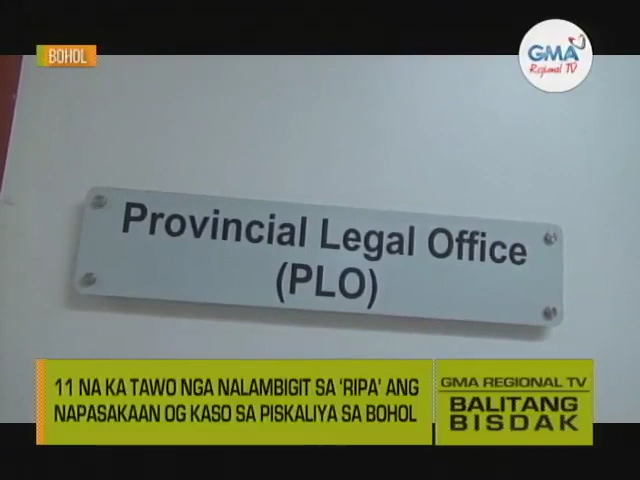 BOHOL
GMA
Regional TV
Provincial Legal Office
(PLO)
11 NA KA TAWO NGA NALAMBIGIT SA 'RIPA' ANG
NAPASAKAAN OG KASO SA PISKALIYA SA BOHOL
GMA REGIONAL TV
BALITANG
BISDAK